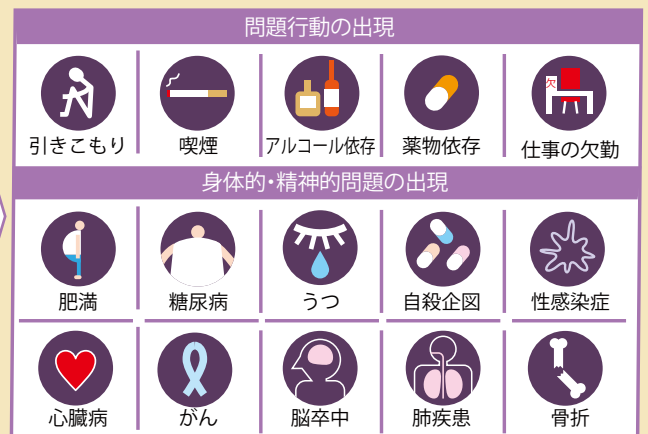 問題行動の出現
引きこもり
喫煙
アルコール依存
薬物依存
欠
仕事の欠勤
身体的・精神的問題の出現
肥満
糖尿病
うつ
自殺企図
性感染症
心臓病
がん
脳卒中
肺疾患
骨折